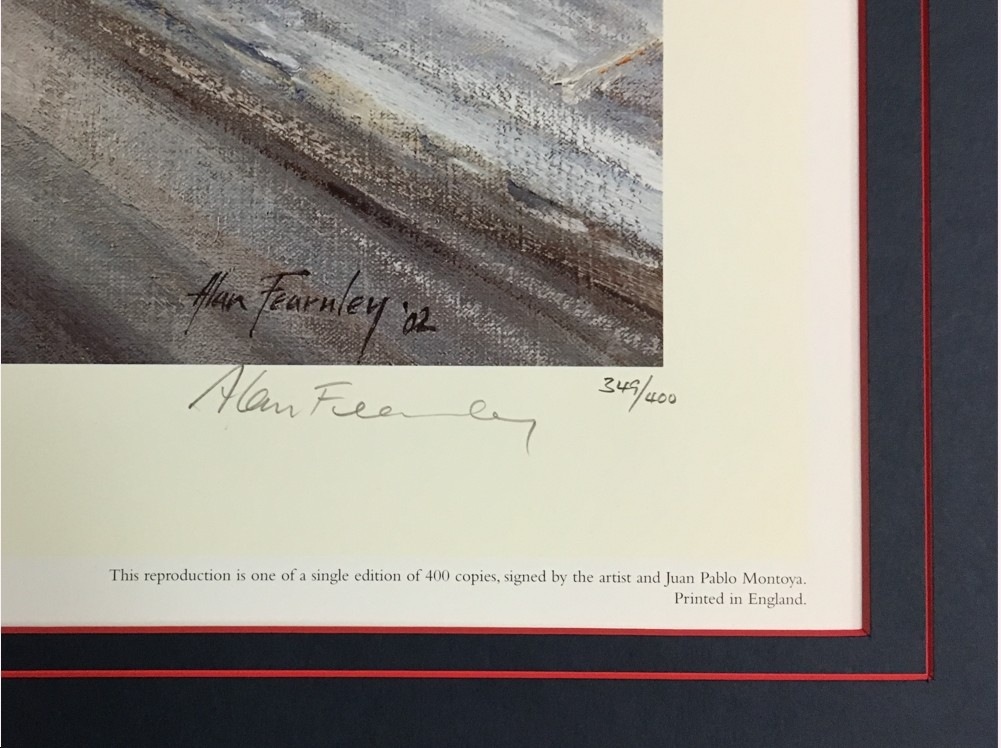 Alan Fearnley '02
Alan Fearnley
349/400
This reproduction is one of a single edition of 400 copies, signed by the artist and Juan Pablo Montoya.
Printed in England.